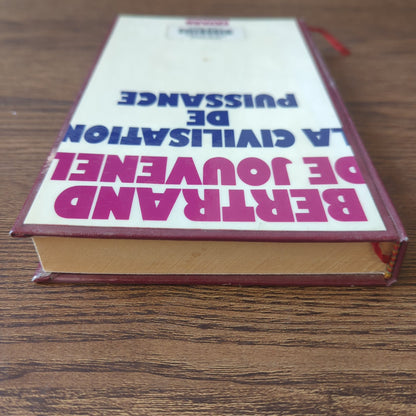 BERTRAND
DE JOUVENEL
LA CIVILISATION
DE
PUISSANCE